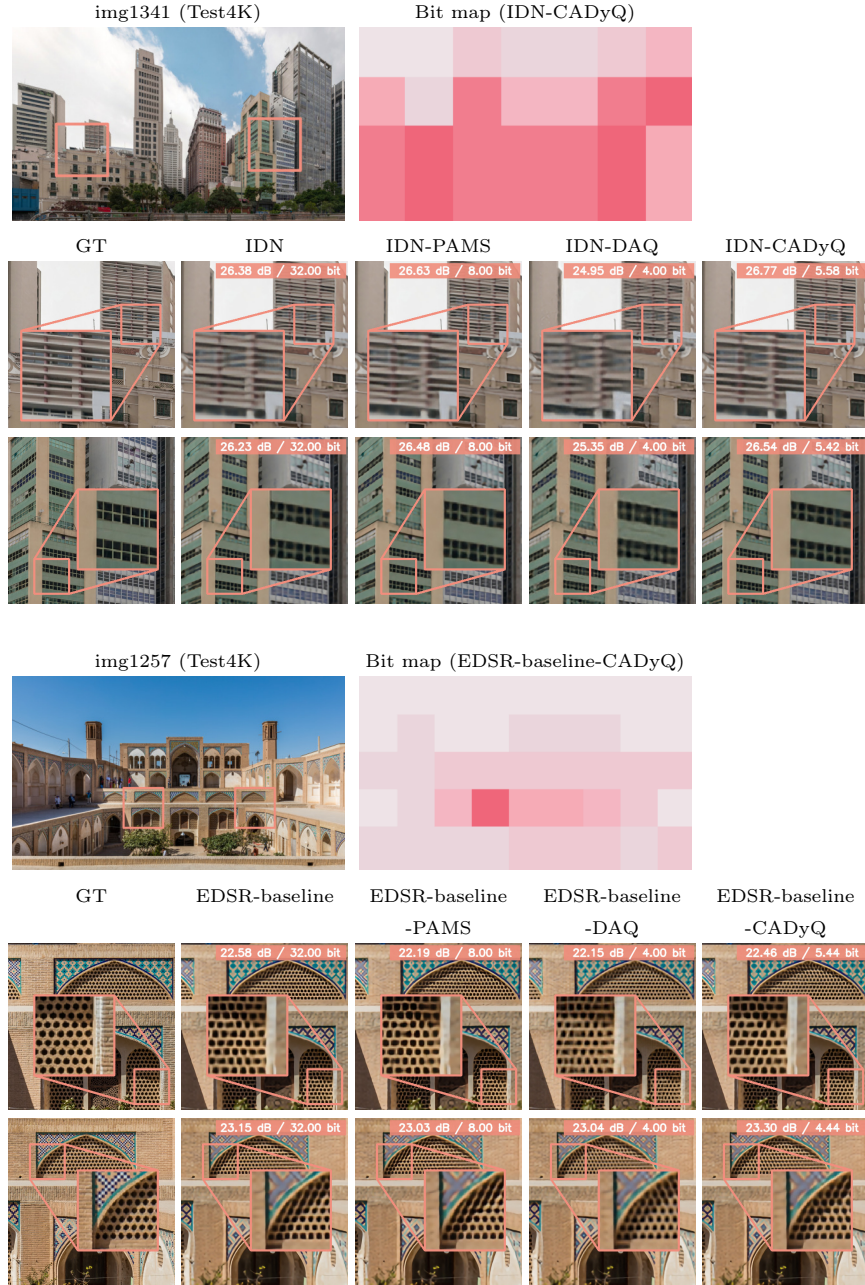 img1341 (Test4K) Bit map (IDN-CADyQ)
GT IDN IDN-PAMS IDN-DAQ IDN-CADyQ
26.38 dB / 32.00 bit 26.63 dB / 8.00 bit 24.95 dB / 4.00 bit 26.77 dB / 5.58 bit
26.23 dB / 32.00 bit 26.48 dB / 8.00 bit 25.35 dB / 4.00 bit 26.54 dB / 5.42 bit
img1257 (Test4K) Bit map (EDSR-baseline-CADyQ)
GT EDSR-baseline EDSR-baseline EDSR-baseline EDSR-baseline
-PAMS -DAQ -CADyQ
22.58 dB / 32.00 bit 22.19 dB / 8.00 bit 22.15 dB / 4.00 bit 22.46 dB / 5.44 bit
23.15 dB / 32.00 bit 23.03 dB / 8.00 bit 23.04 dB / 4.00 bit 23.30 dB / 4.44 bit